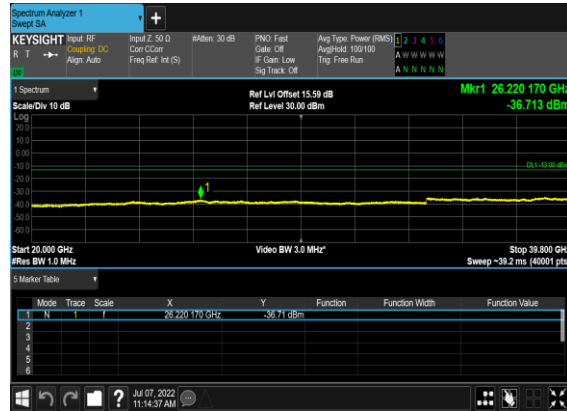 Spectrum Analyzer 1
Swept SA
+
KEYSIGHT Input: RF Input Z: 50 Ω #Atten: 30 dB PNO: Fast Avg Type: Power (RMS) 1 2 3 4 5 6
R T Coupling: DC Corr CCorr Gate: Off Avg|Hold: 100/100 A W W W W W
Align: Auto Freq Ref: Int (S) IF Gain: Low Trig: Free Run
Sig Track: Off A N N N N N
1 Spectrum Ref Lvl Offset 15.59 dB Mkr1 26.220 170 GHz
Scale/Div 10 dB Ref Level 30.00 dBm -36.713 dBm
Log
20.0
10.0
0.00
-10.0
DL1 -13.00 dBm
-20.0
-30.0
1
-40.0
-50.0
-60.0
Start 20.000 GHz Video BW 3.0 MHz* Stop 39.800 GHz
#Res BW 1.0 MHz Sweep ~39.2 ms (40001 pts)
5 Marker Table
Mode Trace Scale X Y Function Function Width Function Value
1 N 1 f 26.220 170 GHz -36.71 dBm
2
3
4
5
6
? Jul 07, 2022
11:14:37 AM